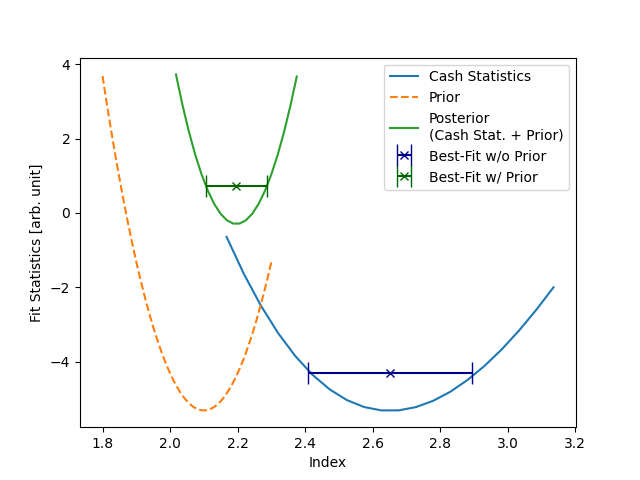 4
2
0
−2
−4
Fit Statistics [arb. unit]
Cash Statistics
Prior
Posterior
(Cash Stat. + Prior)
Best-Fit w/o Prior
Best-Fit w/ Prior
1.8 2.0 2.2 2.4 2.6 2.8 3.0 3.2
Index